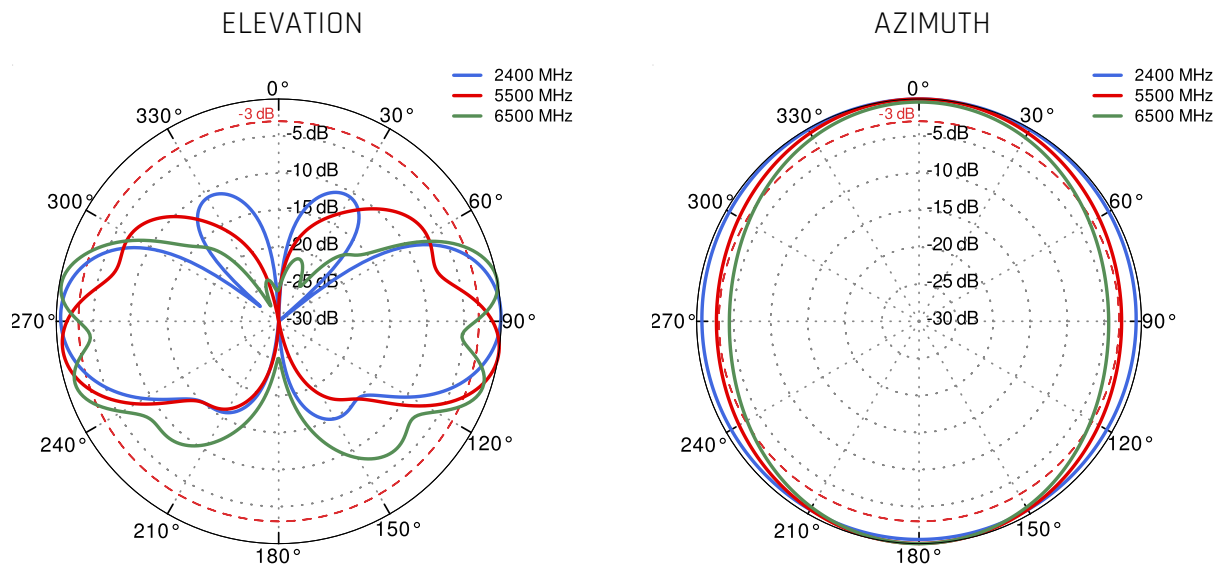 ELEVATION
2400 MHz
5500 MHz
6500 MHz
0°
330°
-3 dB
30°
-5 dB
-10 dB
300°
-15 dB
60°
-20 dB
-25 dB
270°
-30 dB
90°
240°
120°
210°
150°
180°
AZIMUTH
2400 MHz
5500 MHz
6500 MHz
0°
330°
-3 dB
30°
-5 dB
-10 dB
300°
-15 dB
60°
-20 dB
-25 dB
270°
-30 dB
90°
240°
120°
210°
150°
180°